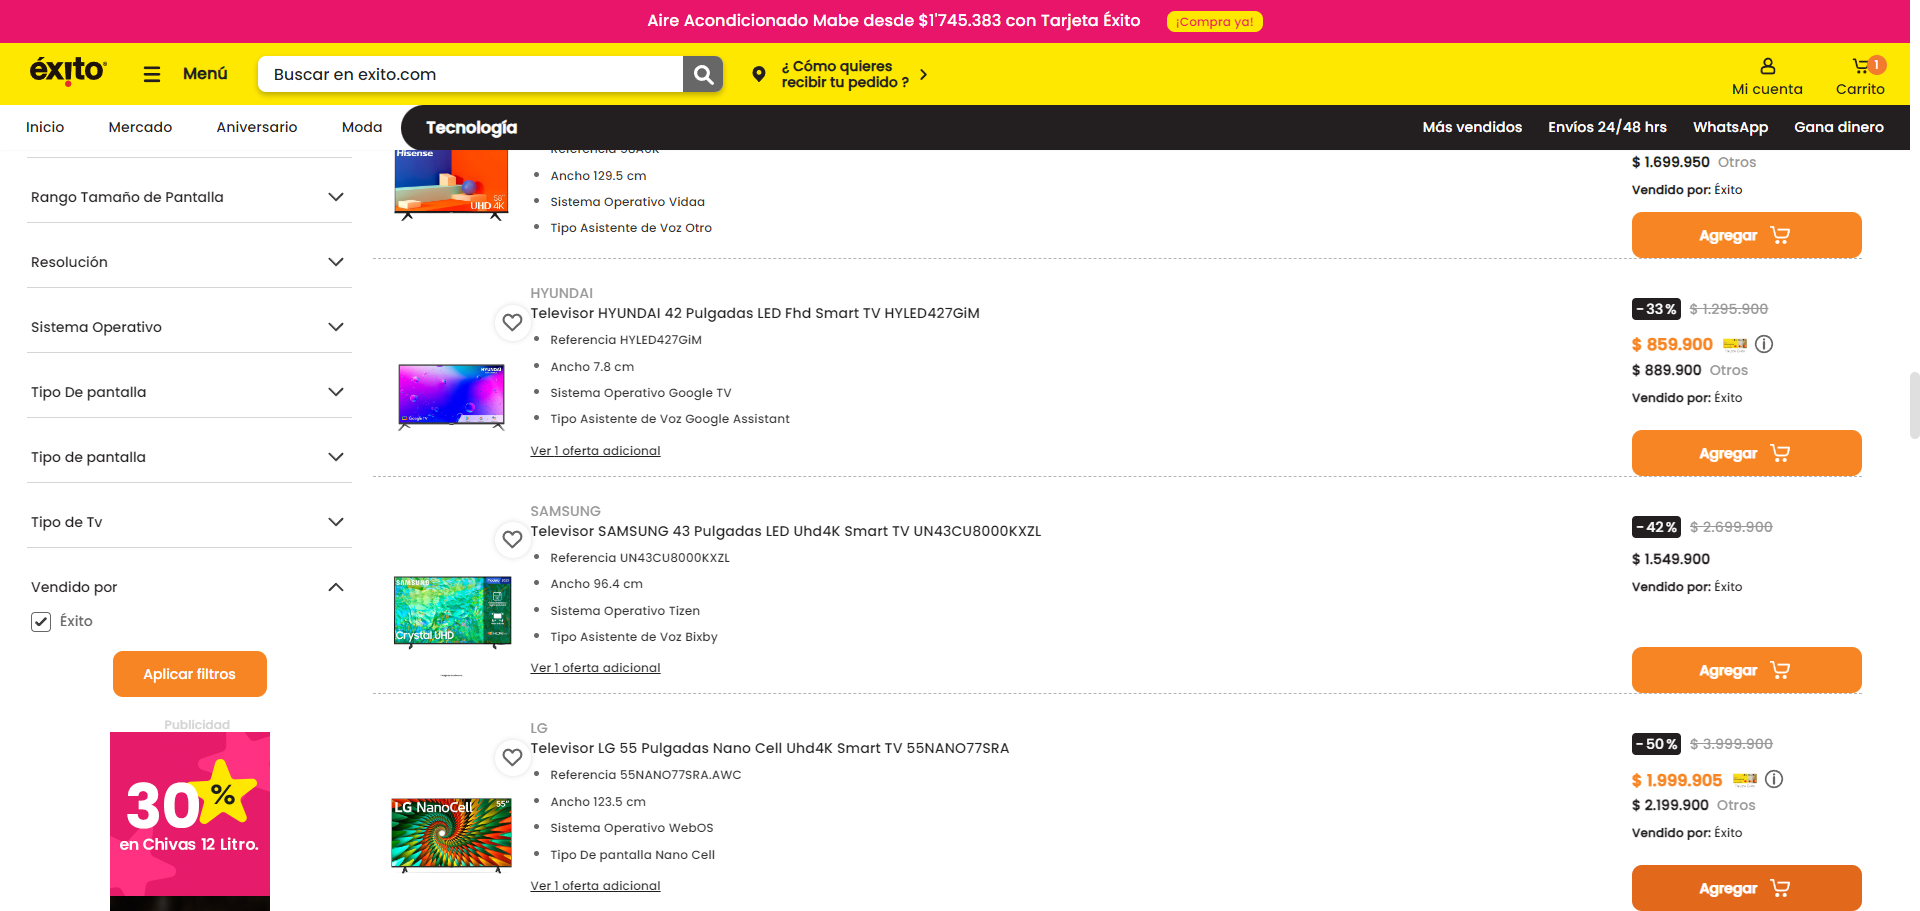 Aire Acondicionado Mabe desde $1'745.383 con Tarjeta Éxito
¡Compra ya!
éxito
Menú
Buscar en exito.com
¿ Cómo quieres
recibir tu pedido ?
Mi cuenta
1
Carrito
Inicio
Mercado
Aniversario
Moda
Tecnología
Más vendidos
Envíos 24/48 hrs
WhatsApp
Gana dinero
Rango Tamaño de Pantalla
Resolución
Sistema Operativo
Tipo De pantalla
Tipo de pantalla
Tipo de Tv
Vendido por
Éxito
Aplicar filtros
Publicidad
30%
en Chivas 12 Litro.
Hisense
58"
UHD 4K
Referencia 58A6K
Ancho 129.5 cm
Sistema Operativo Vidaa
Tipo Asistente de Voz Otro
$ 1.699.950 Otros
Vendido por: Éxito
Agregar
HYUNDAI
Televisor HYUNDAI 42 Pulgadas LED Fhd Smart TV HYLED427GiM
Referencia HYLED427GiM
Ancho 7.8 cm
Sistema Operativo Google TV
Tipo Asistente de Voz Google Assistant
Ver 1 oferta adicional
HYUNDAI
Google TV
-33% $ 1.295.900
$ 859.900
$ 889.900 Otros
Vendido por: Éxito
Agregar
SAMSUNG
Televisor SAMSUNG 43 Pulgadas LED Uhd4K Smart TV UN43CU8000KXZL
Referencia UN43CU8000KXZL
Ancho 96.4 cm
Sistema Operativo Tizen
Tipo Asistente de Voz Bixby
Ver 1 oferta adicional
SAMSUNG
Crystal UHD
-42% $ 2.699.900
$ 1.549.900
Vendido por: Éxito
Agregar
LG
Televisor LG 55 Pulgadas Nano Cell Uhd4K Smart TV 55NANO77SRA
Referencia 55NANO77SRA.AWC
Ancho 123.5 cm
Sistema Operativo WebOS
Tipo De pantalla Nano Cell
Ver 1 oferta adicional
LG NanoCell
55"
-50% $ 3.999.900
$ 1.999.905
$ 2.199.900 Otros
Vendido por: Éxito
Agregar